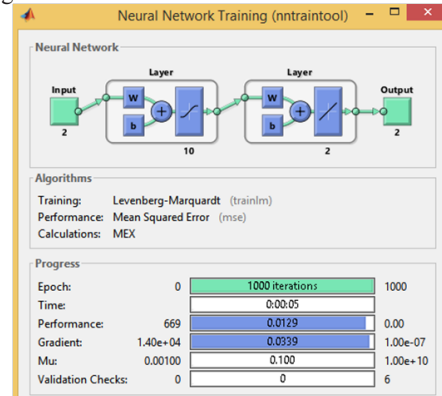 Neural Network Training (nntraintool)
Neural Network
Layer Layer
Input Output
W W
b b
2 10 2 2
Algorithms
Training: Levenberg-Marquardt (trainlm)
Performance: Mean Squared Error (mse)
Calculations: MEX
Progress
Epoch: 0 1000 iterations 1000
Time: 0:00:05
Performance: 669 0.0129 0.00
Gradient: 1.40e+04 0.0339 1.00e-07
Mu: 0.00100 0.100 1.00e+10
Validation Checks: 0 0 6